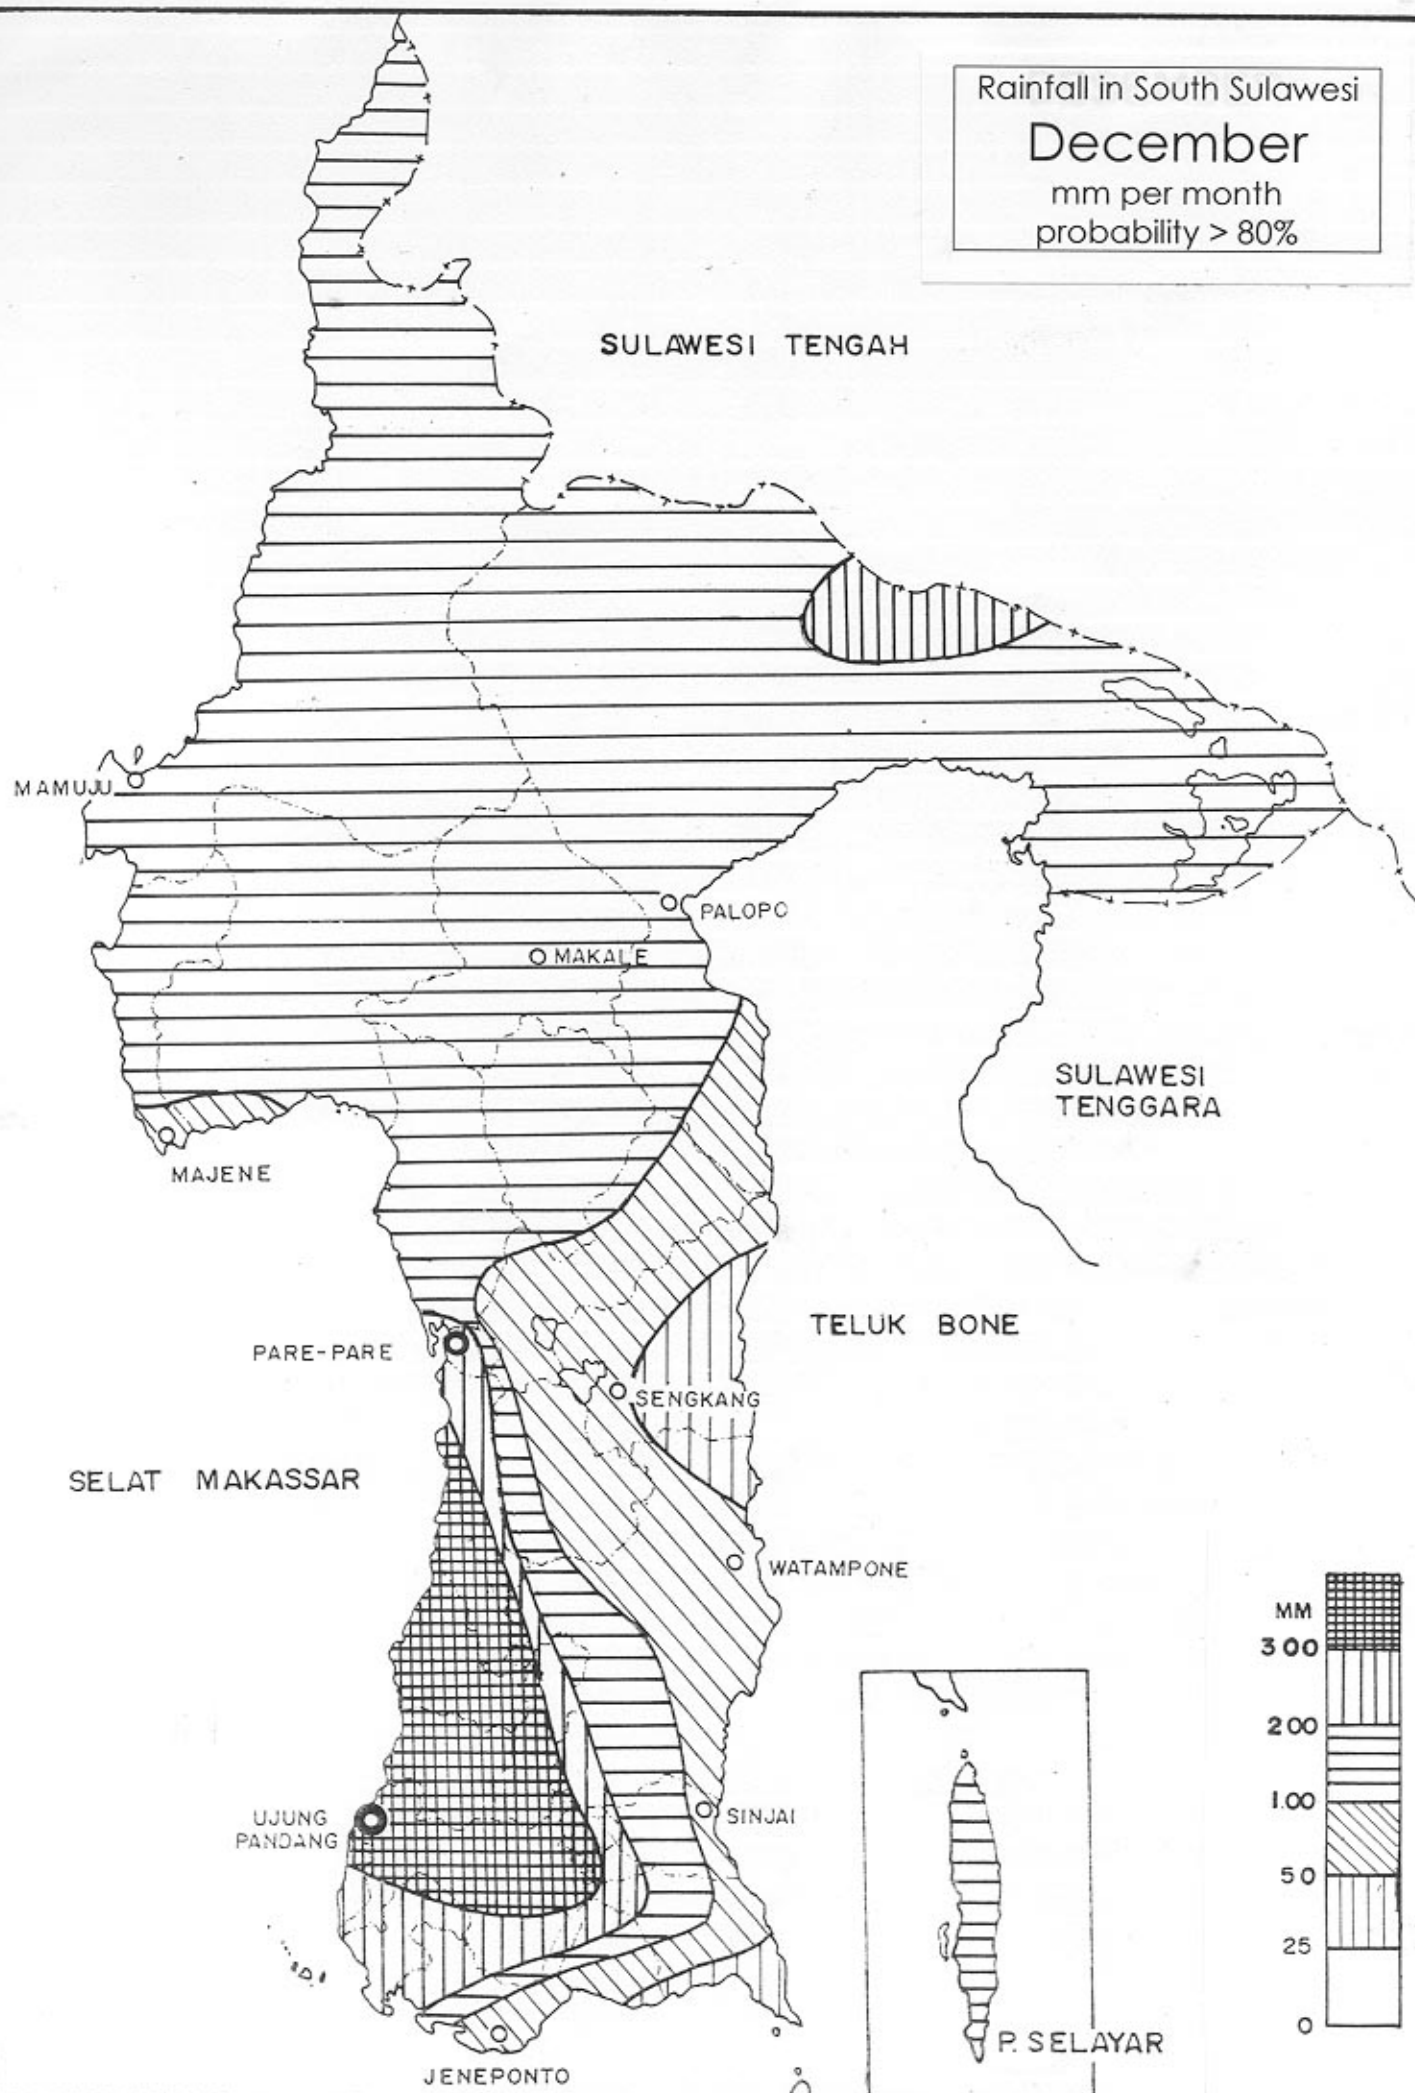 Rainfall in South Sulawesi
December
mm per month
probability > 80%
SULAWESI TENGAH
MAMUJU
PALOPO
MAKALE
SULAWESI
TENGGARA
MAJENE
TELUK BONE
PARE-PARE
SENGKANG
SELAT MAKASSAR
WATAMPONE
MM
300
200
100
50
25
0
UJUNG
PANDANG
SINJAI
P. SELAYAR
JENEPONTO